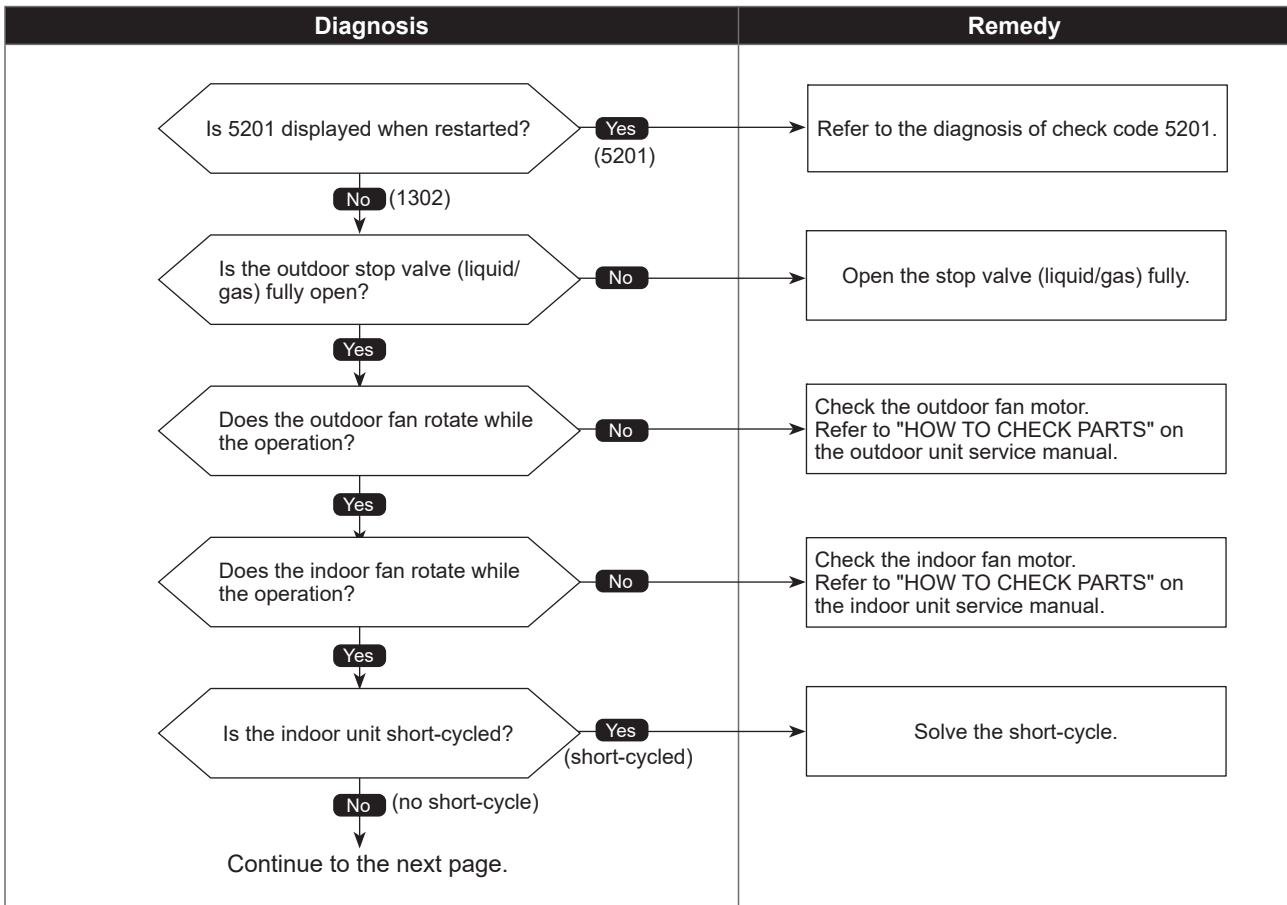 Diagnosis
Remedy
Is 5201 displayed when restarted?
Yes
(5201)
Refer to the diagnosis of check code 5201.
No (1302)
Is the outdoor stop valve (liquid/
gas) fully open?
No
Open the stop valve (liquid/gas) fully.
Yes
Does the outdoor fan rotate while
the operation?
No
Check the outdoor fan motor.
Refer to "HOW TO CHECK PARTS" on
the outdoor unit service manual.
Yes
Does the indoor fan rotate while
the operation?
No
Check the indoor fan motor.
Refer to "HOW TO CHECK PARTS" on
the indoor unit service manual.
Yes
Is the indoor unit short-cycled?
Yes
(short-cycled)
Solve the short-cycle.
No (no short-cycle)
Continue to the next page.